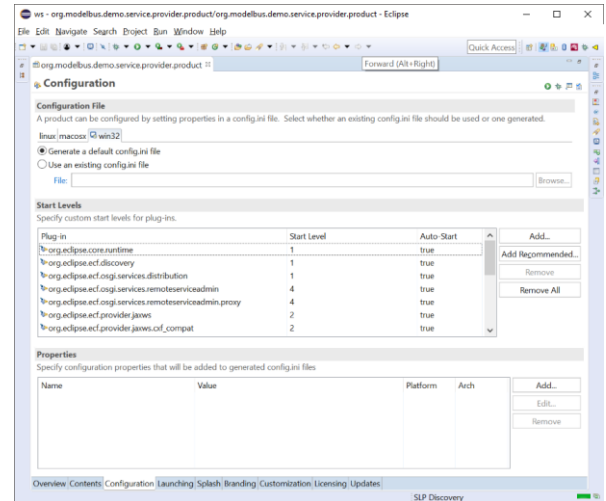 ws - org.modelbus.demo.service.provider.product/org.modelbus.demo.service.provider.product - Eclipse
File Edit Navigate Search Project Run Window Help
Quick Access
org.modelbus.demo.service.provider.product
Forward (Alt+Right)
Configuration
Configuration File
A product can be configured by setting properties in a config.ini file. Select whether an existing config.ini file should be used or one generated.
linux macosx win32
Generate a default config.ini file
Use an existing config.ini file
File: Browse...
Start Levels
Specify custom start levels for plug-ins.
Plug-in Start Level Auto-Start Add...
org.eclipse.core.runtime 1 true Add Recommended...
org.eclipse.ecf.discovery 1 true
org.eclipse.ecf.osgi.services.distribution 1 true Remove
org.eclipse.ecf.osgi.services.remoteserviceadmin 4 true Remove All
org.eclipse.ecf.osgi.services.remoteserviceadmin.proxy 4 true
org.eclipse.ecf.provider.jaxws 2 true
org.eclipse.ecf.provider.jaxws.cxf_compat 2 true
Properties
Specify configuration properties that will be added to generated config.ini files
Name Value Platform Arch Add...
Edit...
Remove
Overview Contents Configuration Launching Splash Branding Customization Licensing Updates
SLP Discovery